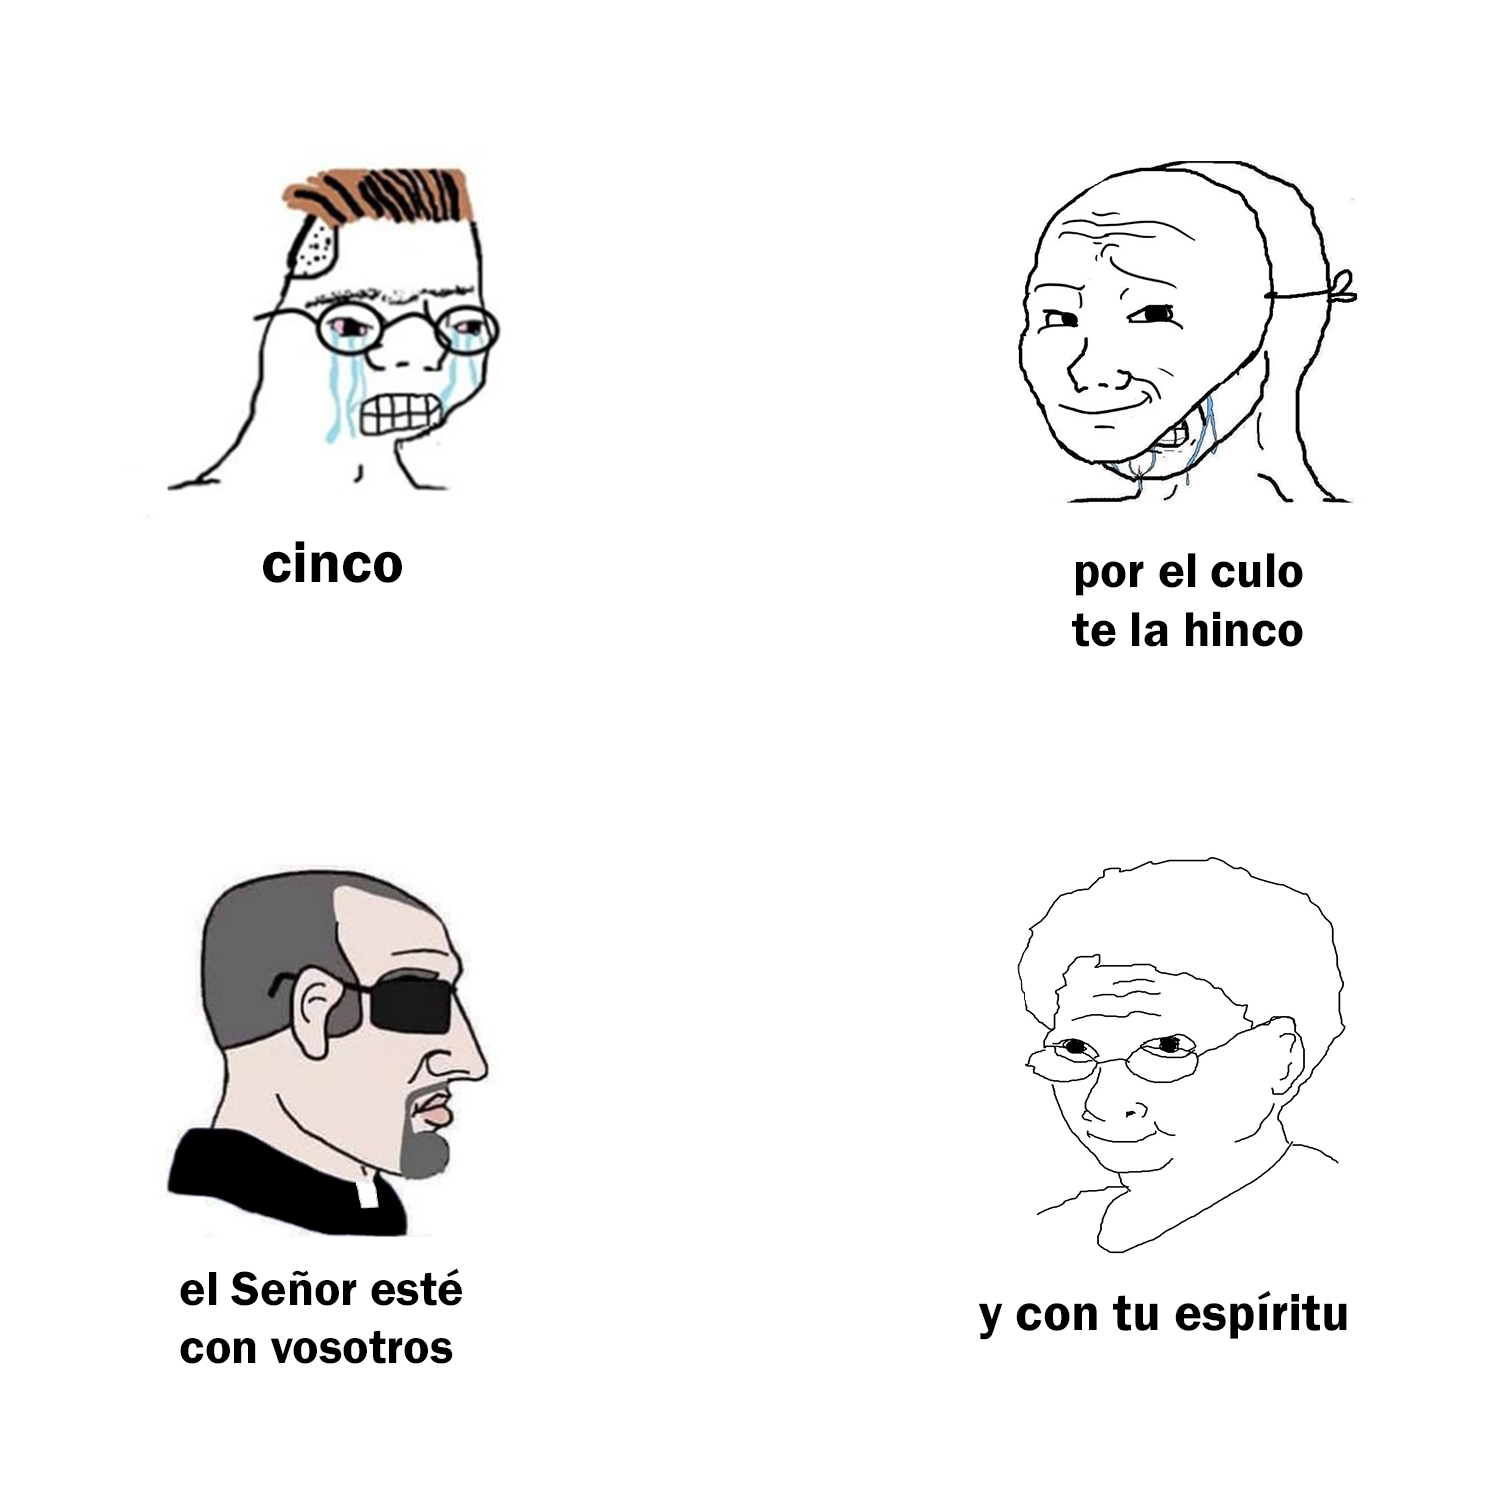 cinco
por el culo
te la hinco
el Señor esté
con vosotros
y con tu espíritu